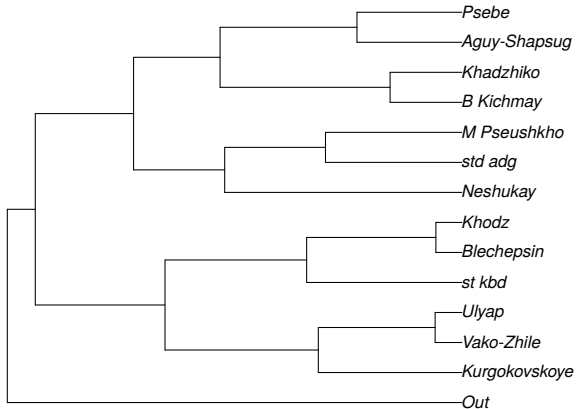 Psebe
Aguy-Shapsug
Khadzhiko
B Kichmay
M Pseushkho
std adg
Neshukay
Khodz
Blechepsin
st kbd
Ulyap
Vako-Zhile
Kurgokovskoye
Out